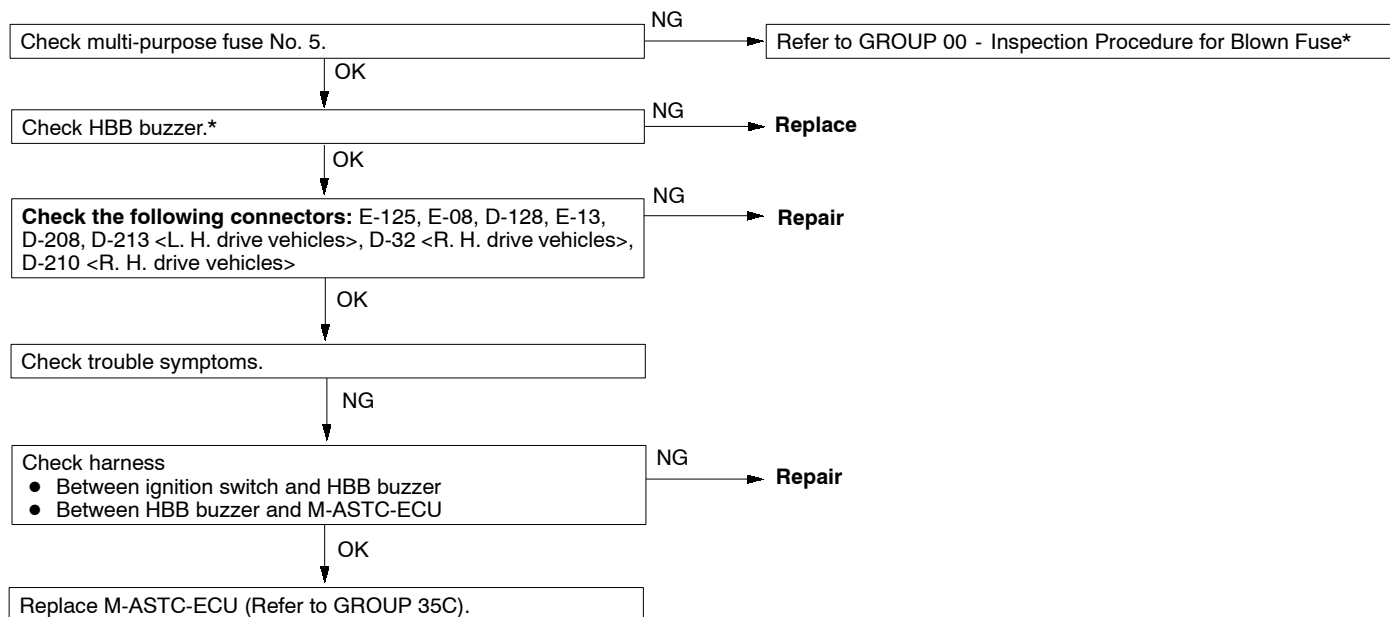 Check multi-purpose fuse No. 5.
NG
Refer to GROUP 00 - Inspection Procedure for Blown Fuse*
OK
Check HBB buzzer.*
NG
Replace
OK
Check the following connectors: E-125, E-08, D-128, E-13,
D-208, D-213 <L. H. drive vehicles>, D-32 <R. H. drive vehicles>,
D-210 <R. H. drive vehicles>
NG
Repair
OK
Check trouble symptoms.
NG
Check harness
● Between ignition switch and HBB buzzer
● Between HBB buzzer and M-ASTC-ECU
NG
Repair
OK
Replace M-ASTC-ECU (Refer to GROUP 35C).